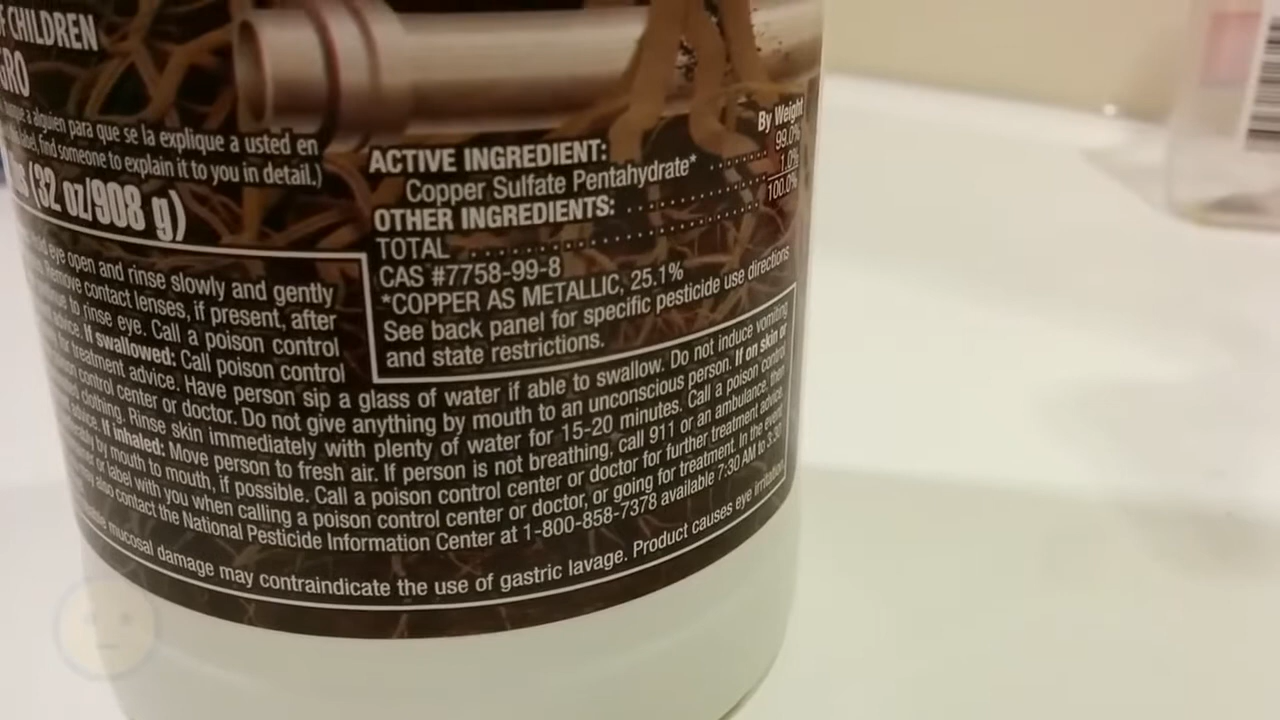 F CHILDREN
GRO
a alguien para que se la explique a usted en
label, find someone to explain it to you in detail.)
(32 oz/908 g)
By Weight
ACTIVE INGREDIENT:
Copper Sulfate Pentahydrate* ........ 99.0%
OTHER INGREDIENTS: ........ 1.0%
TOTAL ........ 100.0%
CAS #7758-99-8
*COPPER AS METALLIC, 25.1%
See back panel for specific pesticide use directions
and state restrictions.
eye open and rinse slowly and gently
Remove contact lenses, if present, after
to rinse eye. Call a poison control
advice. If swallowed: Call poison control
for treatment advice. Have person sip a glass of water if able to swallow. Do not induce vomiting
control center or doctor. Do not give anything by mouth to an unconscious person. If on skin or
clothing. Rinse skin immediately with plenty of water for 15-20 minutes. Call a poison control
advice. If inhaled: Move person to fresh air. If person is not breathing, call 911 or an ambulance, then
by mouth to mouth, if possible. Call a poison control center or doctor for further treatment advice.
or label with you when calling a poison control center or doctor, or going for treatment. In the event
also contact the National Pesticide Information Center at 1-800-858-7378 available 7:30 AM to 3:30
mucosal damage may contraindicate the use of gastric lavage. Product causes eye irritation